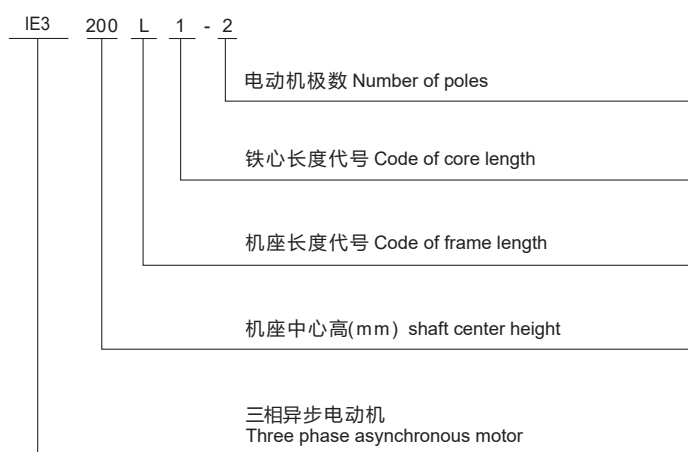 IE3 200 L 1 - 2
电动机极数 Number of poles
铁心长度代号 Code of core length
机座长度代号 Code of frame length
机座中心高(mm) shaft center height
三相异步电动机
Three phase asynchronous motor